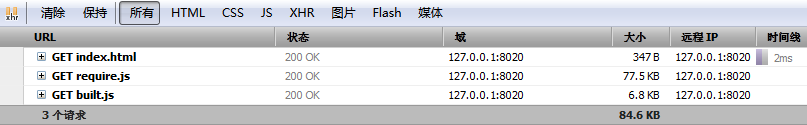 xhr 清除 保持 所有 HTML CSS JS XHR 图片 Flash 媒体
URL 状态 域 大小 远程 IP 时间线
GET index.html 200 OK 127.0.0.1:8020 347 B 127.0.0.1:8020 2ms
GET require.js 200 OK 127.0.0.1:8020 77.5 KB 127.0.0.1:8020
GET built.js 200 OK 127.0.0.1:8020 6.8 KB 127.0.0.1:8020
3 个请求 84.6 KB